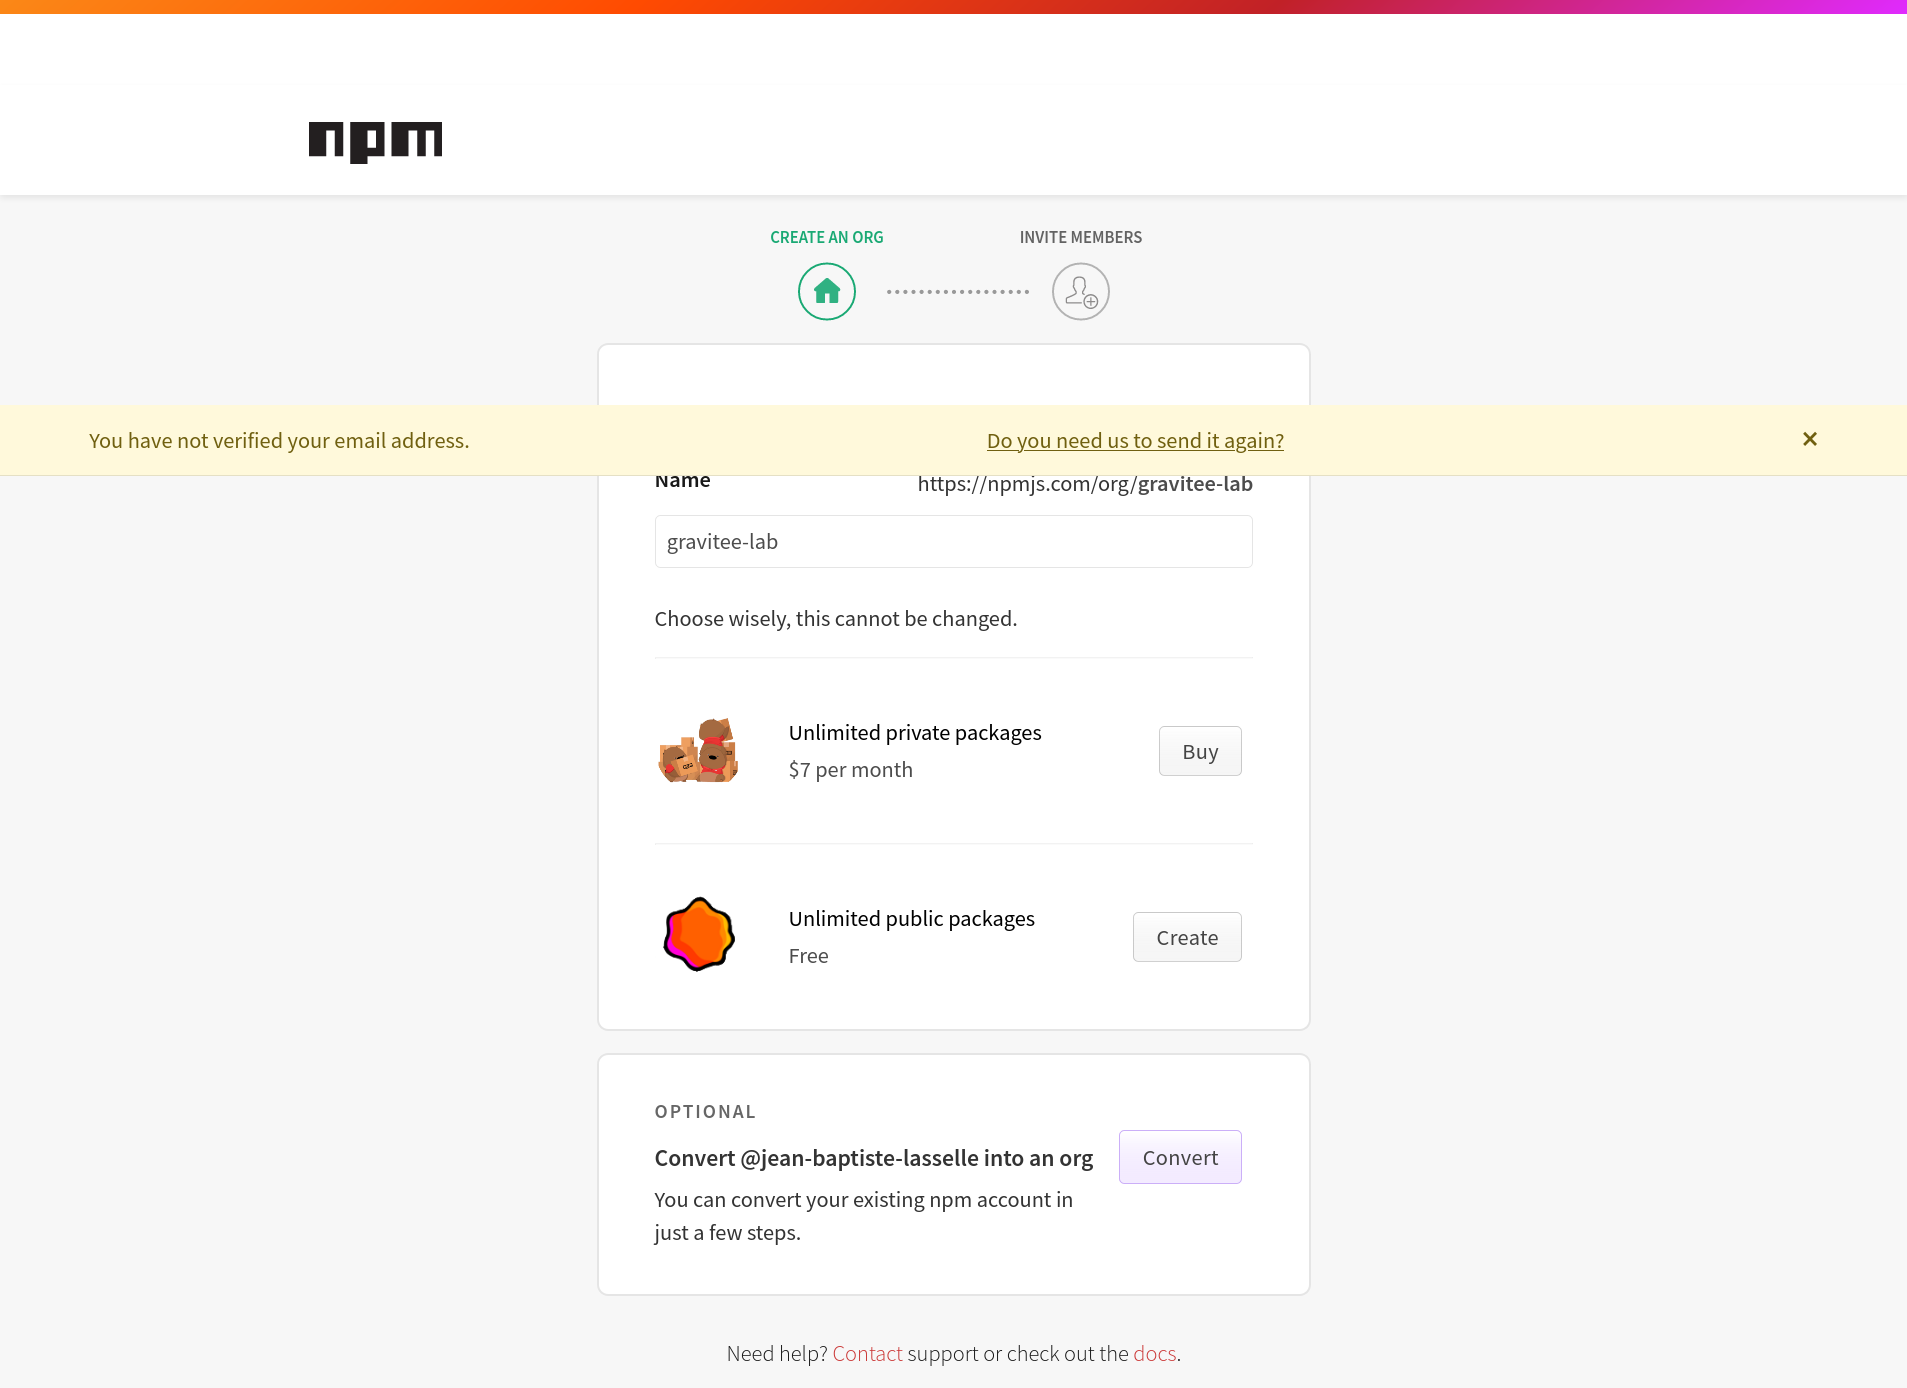 npm
CREATE AN ORG
INVITE MEMBERS
You have not verified your email address.
Do you need us to send it again?
×
Name
https://npmjs.com/org/gravitee-lab
gravitee-lab
Choose wisely, this cannot be changed.
Unlimited private packages
$7 per month
Buy
Unlimited public packages
Free
Create
OPTIONAL
Convert @jean-baptiste-lasselle into an org
Convert
You can convert your existing npm account in
just a few steps.
Need help? Contact support or check out the docs.